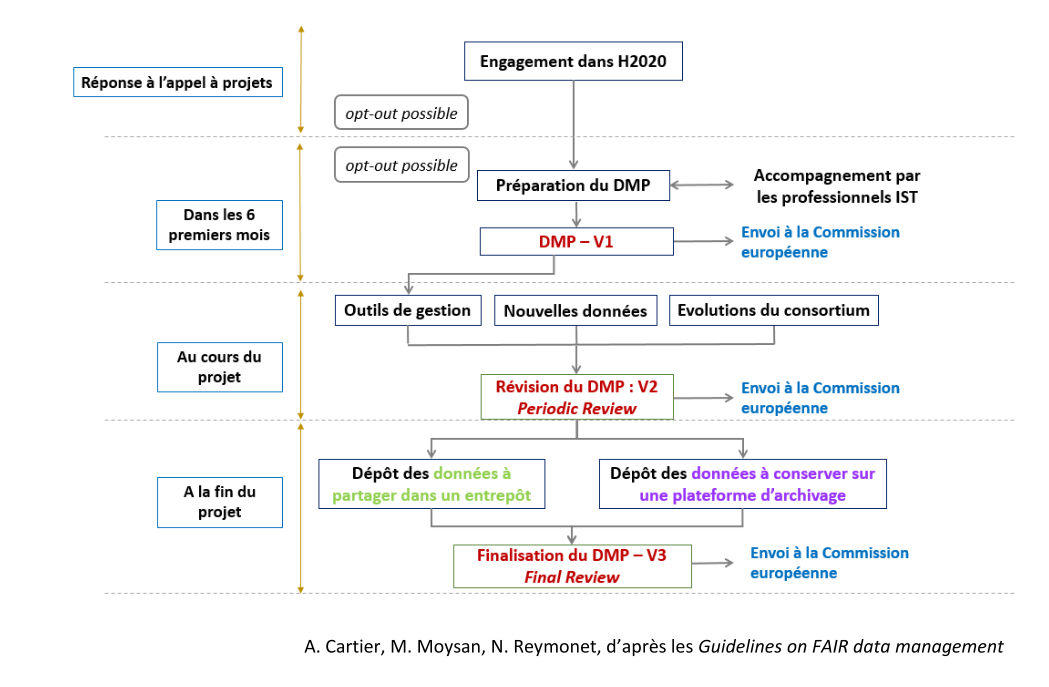 Engagement dans H2020
Réponse à l'appel à projets
opt-out possible
opt-out possible
Préparation du DMP
Accompagnement par
les professionnels IST
Dans les 6
premiers mois
DMP – V1
Envoi à la Commission
européenne
Outils de gestion
Nouvelles données
Evolutions du consortium
Au cours du
projet
Révision du DMP : V2
Periodic Review
Envoi à la Commission
européenne
Dépôt des données à
partager dans un entrepôt
Dépôt des données à conserver sur
une plateforme d'archivage
A la fin du
projet
Finalisation du DMP – V3
Final Review
Envoi à la Commission
européenne
A. Cartier, M. Moysan, N. Reymonet, d'après les Guidelines on FAIR data management